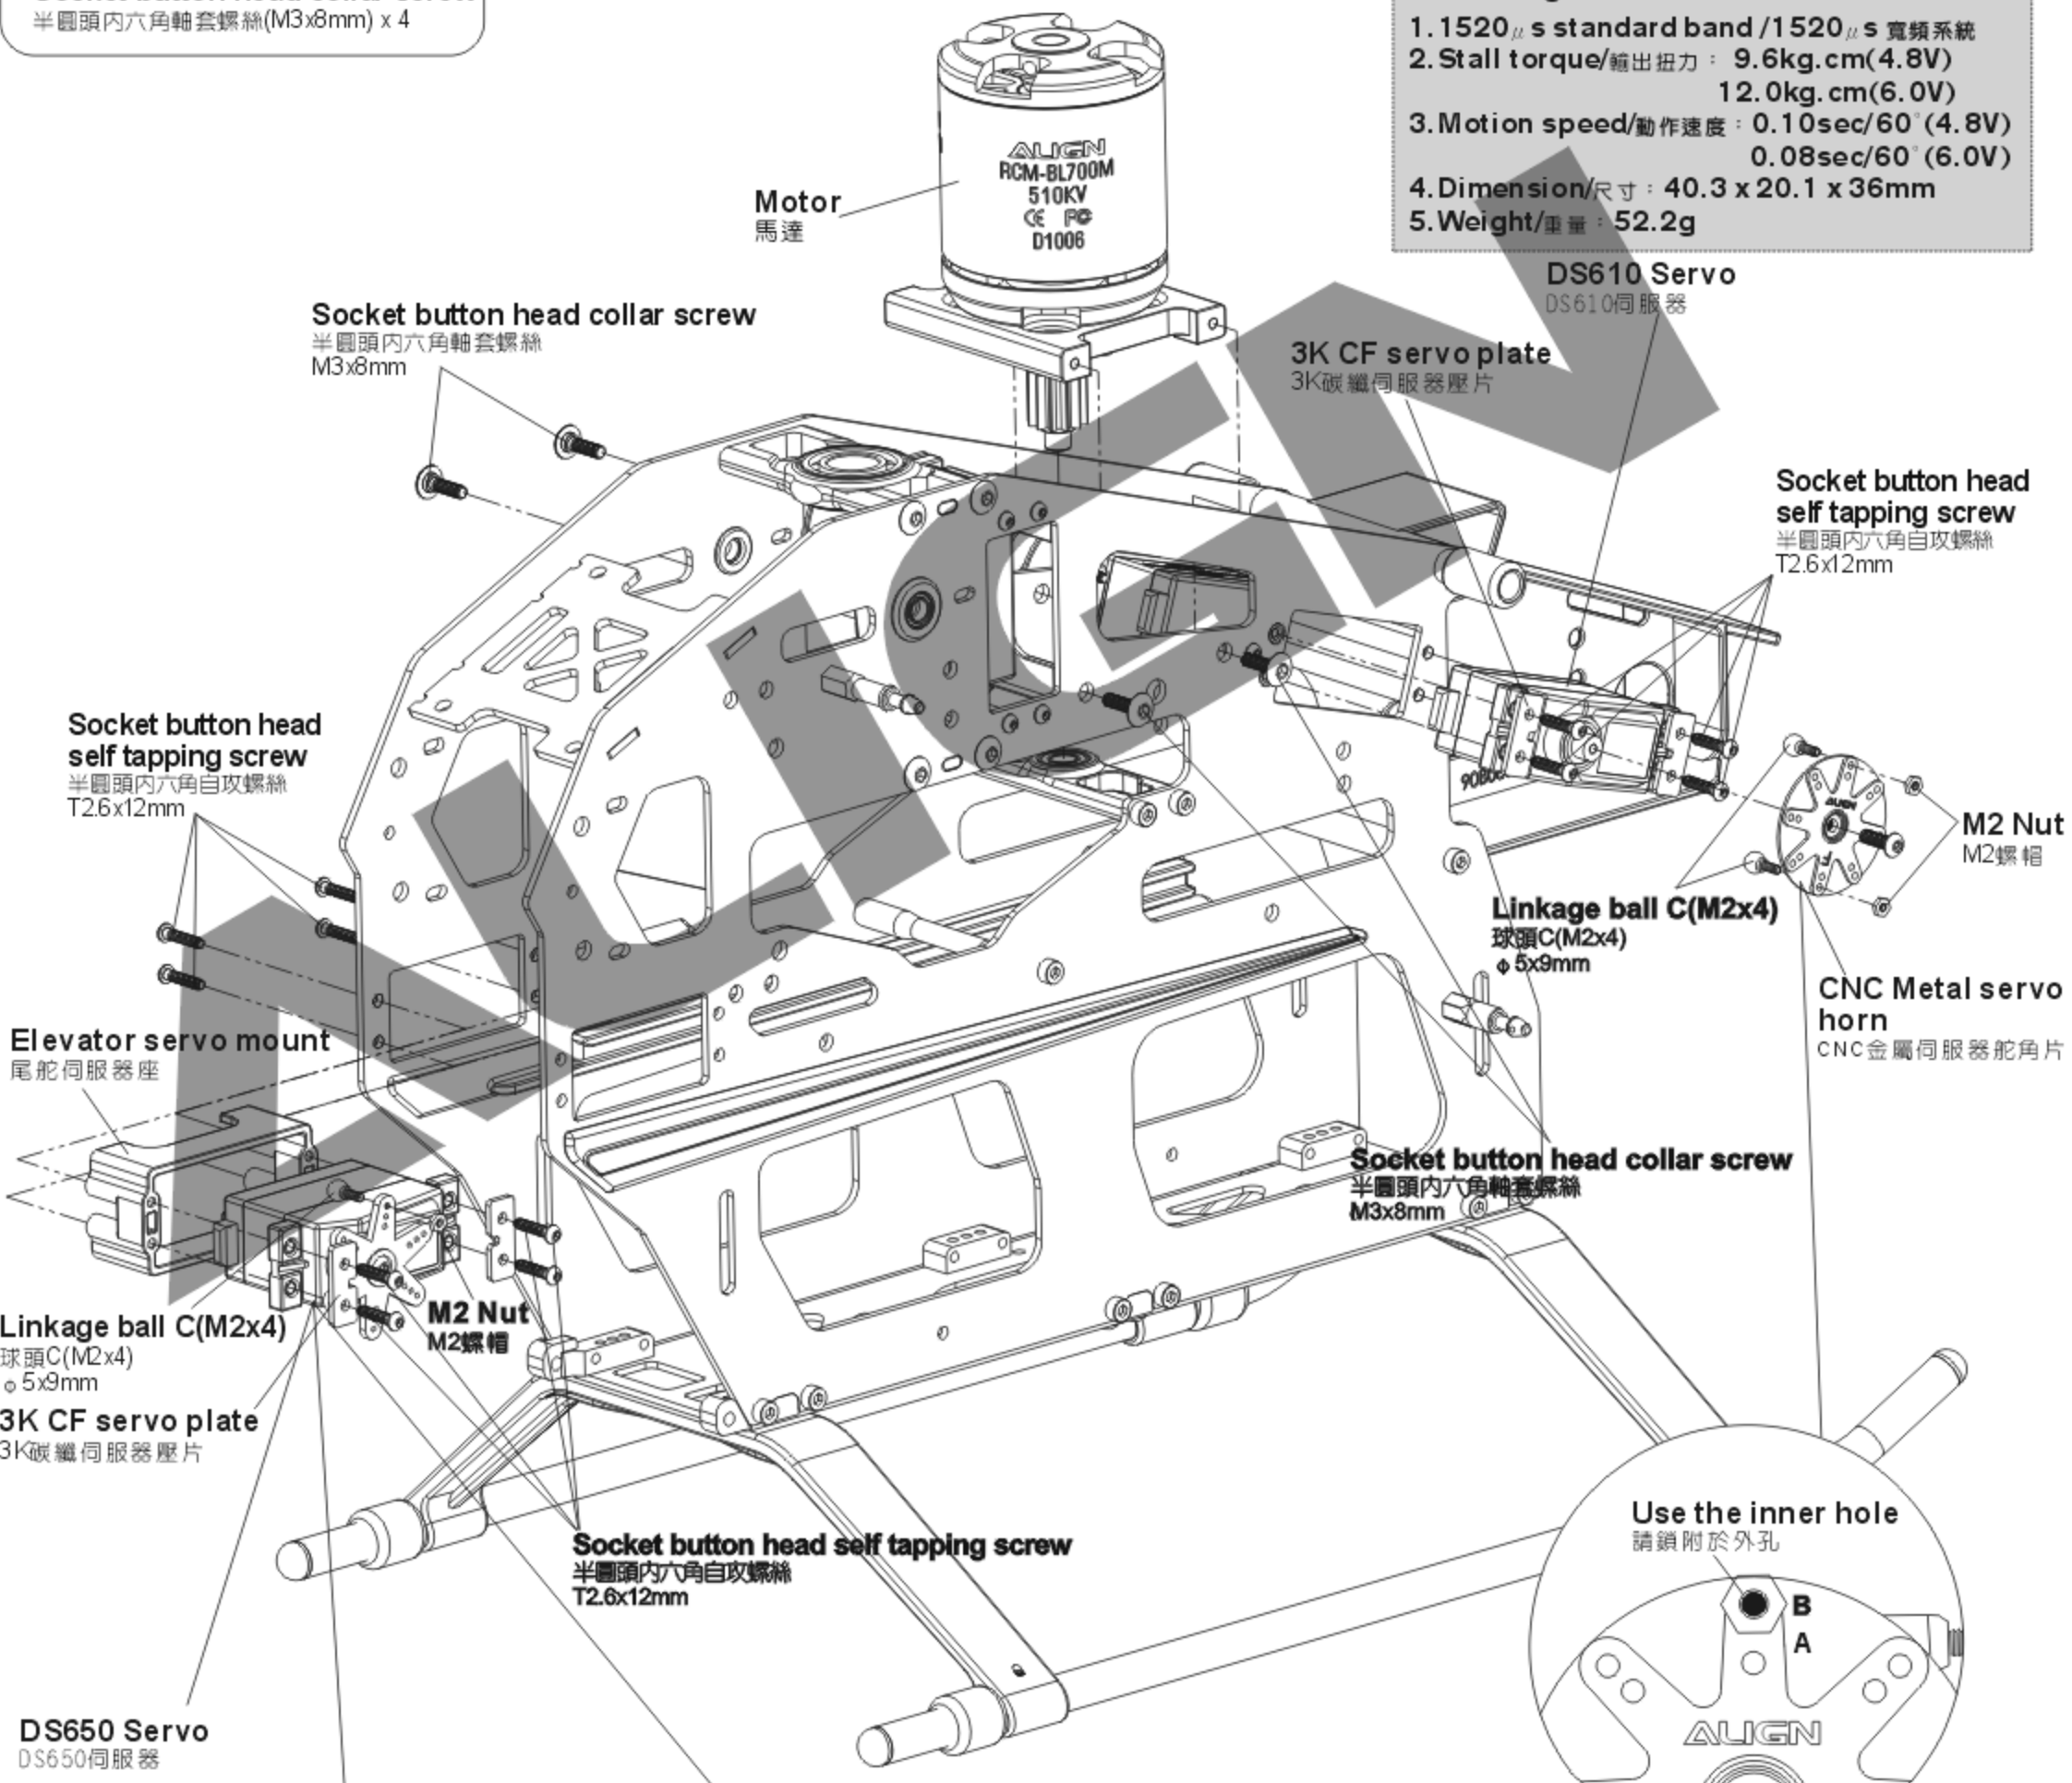 半圓頭內六角軸套螺絲(M3x8mm) x 4
1.1520μs standard band /1520μs 寬頻系統
2.Stall torque/輸出扭力： 9.6kg.cm(4.8V)
12.0kg.cm(6.0V)
3.Motion speed/動作速度：0.10sec/60°(4.8V)
0.08sec/60°(6.0V)
4.Dimension/尺寸：40.3 x 20.1 x 36mm
5.Weight/重量：52.2g
ALIGN
RCM-BL700M
510KV
CE FC
D1006
Motor
馬達
DS610 Servo
DS610伺服器
Socket button head collar screw
半圓頭內六角軸套螺絲
M3x8mm
3K CF servo plate
3K碳纖伺服器壓片
Socket button head
self tapping screw
半圓頭內六角自攻螺絲
T2.6x12mm
Socket button head
self tapping screw
半圓頭內六角自攻螺絲
T2.6x12mm
ALIGN
M2 Nut
M2螺帽
Linkage ball C(M2x4)
球頭C(M2x4)
φ 5x9mm
CNC Metal servo
horn
CNC金屬伺服器舵角片
Elevator servo mount
尾舵伺服器座
Socket button head collar screw
半圓頭內六角軸套螺絲
M3x8mm
Linkage ball C(M2x4)
球頭C(M2x4)
φ 5x9mm
M2 Nut
M2螺帽
3K CF servo plate
3K碳纖伺服器壓片
Socket button head self tapping screw
半圓頭內六角自攻螺絲
T2.6x12mm
Use the inner hole
請鎖附於外孔
B
A
ALIGN
DS650 Servo
DS650伺服器
ALIGN